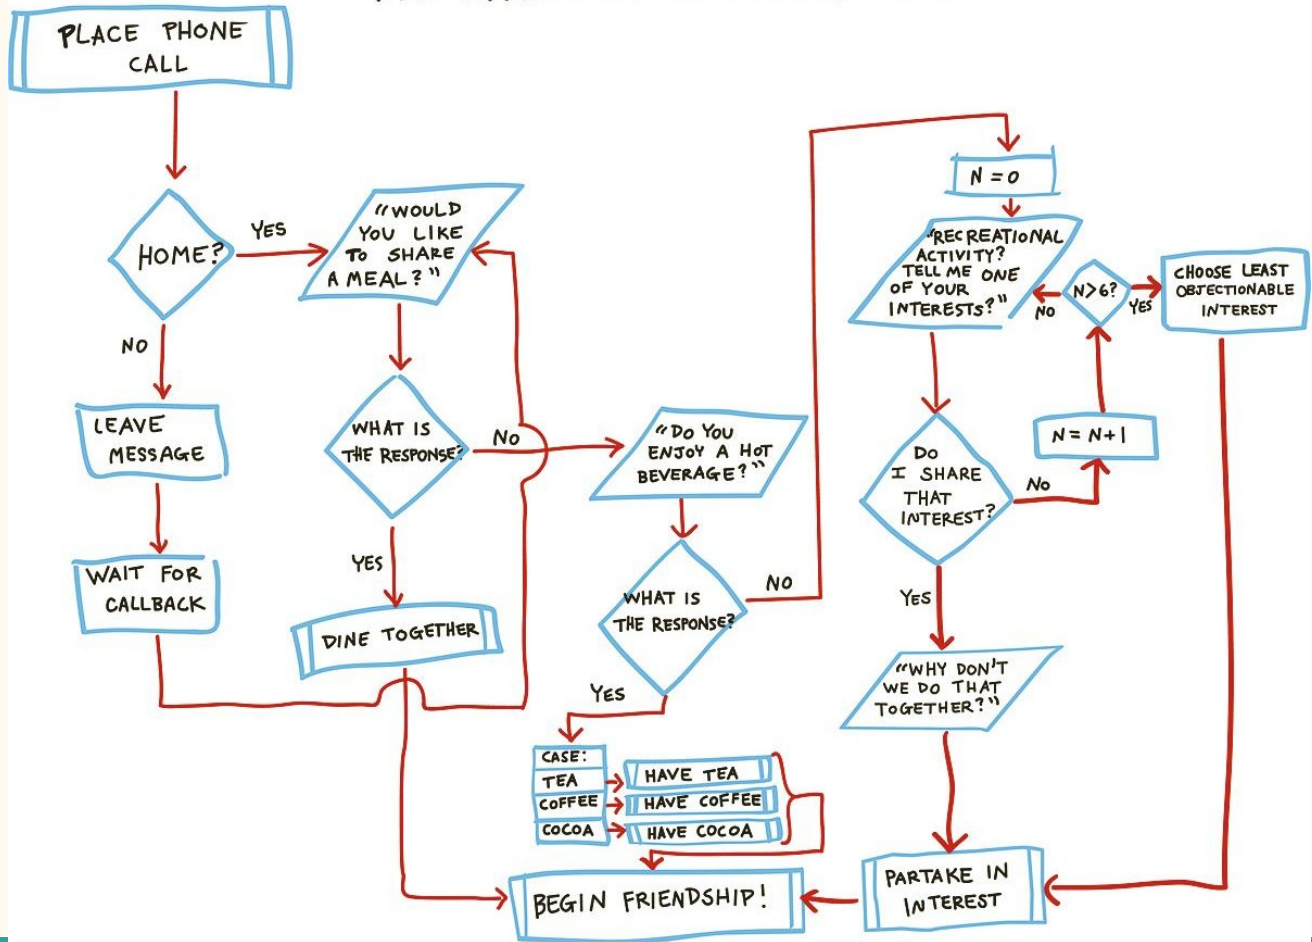 PLACE PHONE
CALL
HOME?
YES
NO
LEAVE
MESSAGE
WAIT FOR
CALLBACK
"WOULD
YOU LIKE
TO SHARE
A MEAL?"
WHAT IS
THE RESPONSE?
NO
YES
DINE TOGETHER
"DO YOU
ENJOY A HOT
BEVERAGE?"
WHAT IS
THE RESPONSE?
NO
YES
CASE:
TEA
HAVE TEA
COFFEE
HAVE COFFEE
COCOA
HAVE COCOA
N = 0
"RECREATIONAL
ACTIVITY?
TELL ME ONE
OF YOUR
INTERESTS?"
DO
I SHARE
THAT
INTEREST?
NO
N = N+1
N>6?
NO
YES
CHOOSE LEAST
OBJECTIONABLE
INTEREST
YES
"WHY DON'T
WE DO THAT
TOGETHER?"
PARTAKE IN
INTEREST
BEGIN FRIENDSHIP!